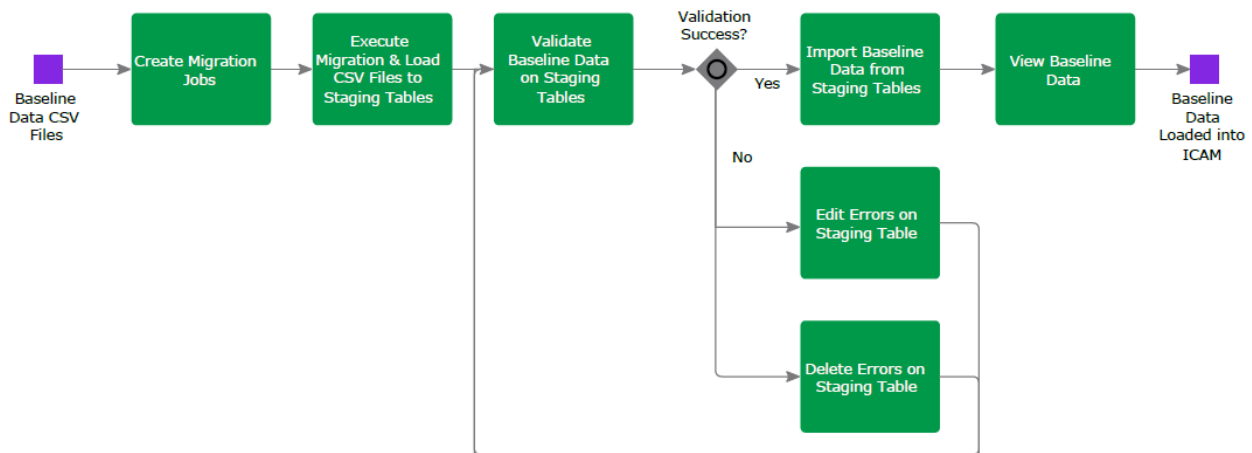 Baseline
Data CSV
Files
Create Migration
Jobs
Execute
Migration & Load
CSV Files to
Staging Tables
Validate
Baseline Data
on Staging
Tables
Validation
Success?
Yes
No
Import Baseline
Data from
Staging Tables
View Baseline
Data
Baseline
Data
Loaded into
ICAM
Edit Errors on
Staging Table
Delete Errors on
Staging Table